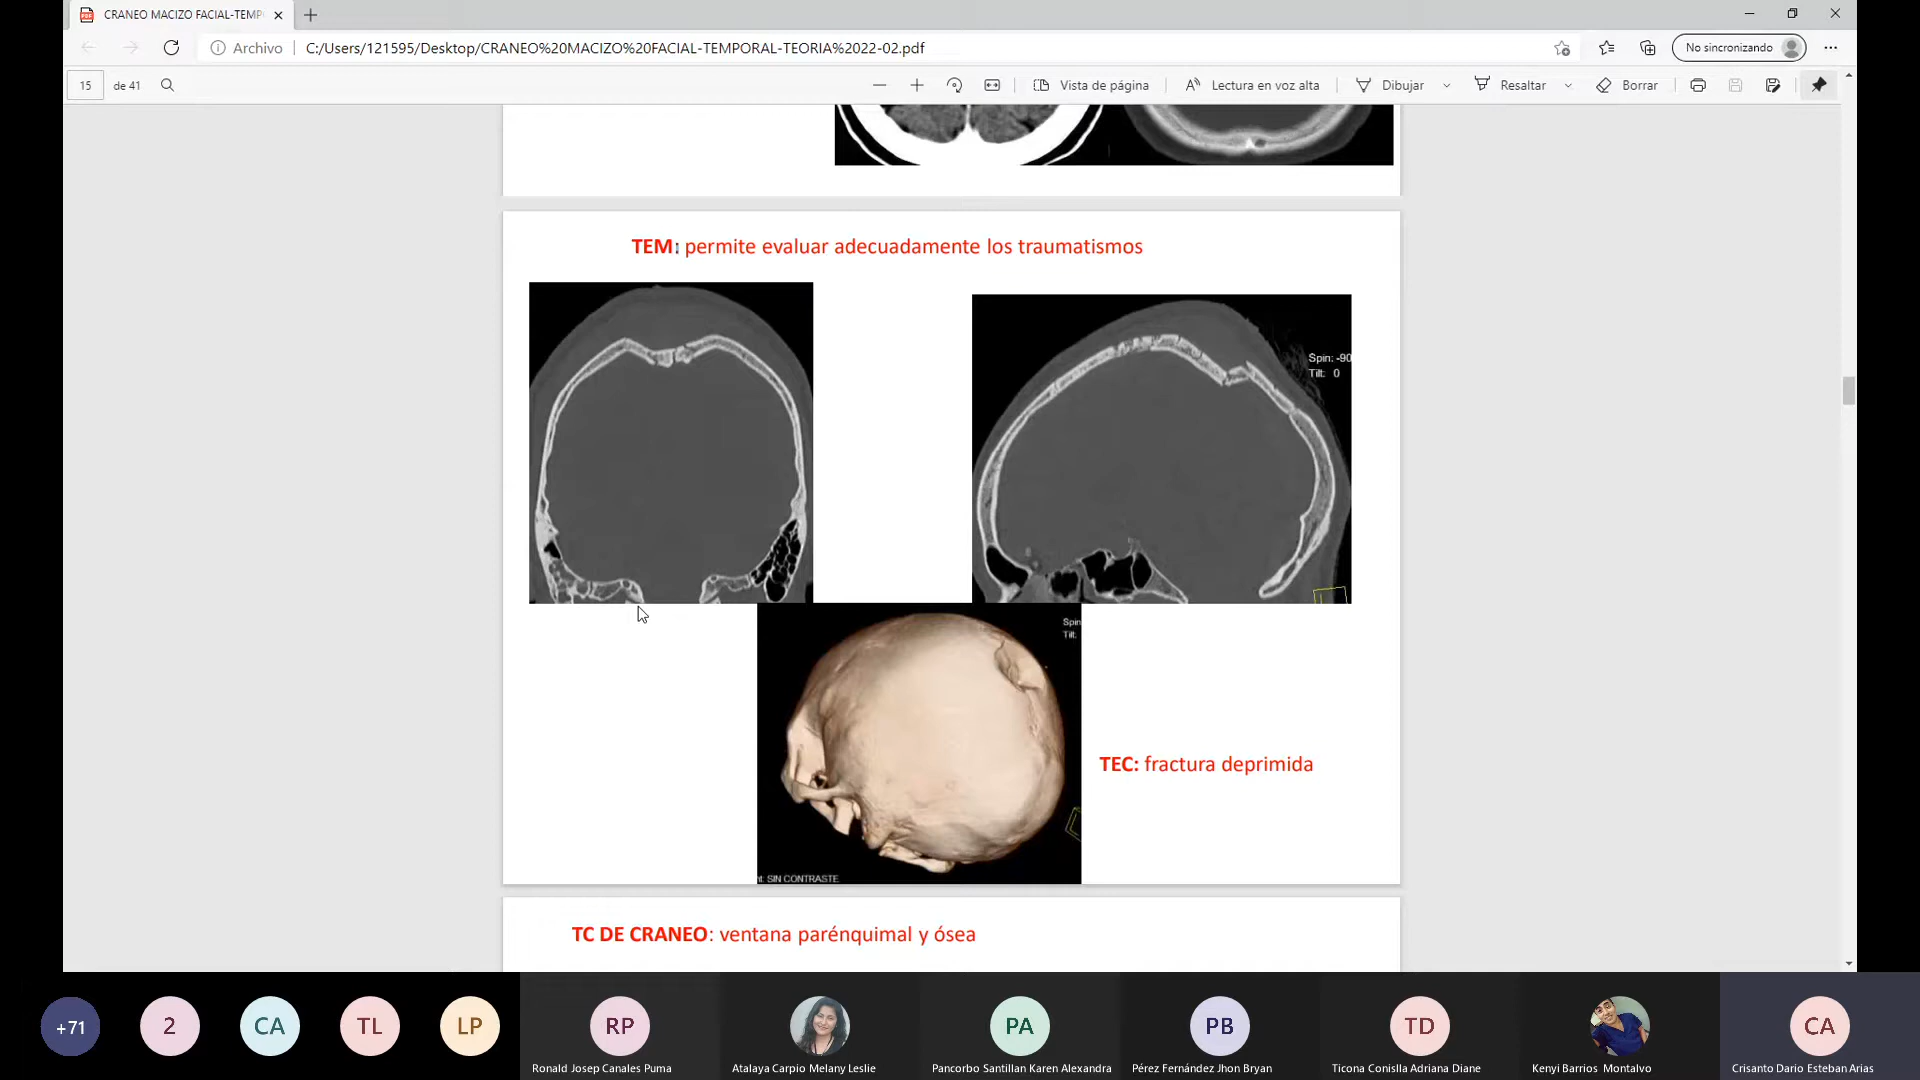 CRANEO MACIZO FACIAL-TEMP
Archivo
C:/Users/121595/Desktop/CRANEO%20MACIZO%20FACIAL-TEMPORAL-TEORIA%2022-02.pdf
No sincronizando
15 de 41
Vista de página
Lectura en voz alta
Dibujar
Resaltar
Borrar
TEM: permite evaluar adecuadamente los traumatismos
Spin: -90
Tilt: 0
Spin
Tilt:
TEC: fractura deprimida
nt: SIN CONTRASTE
TC DE CRANEO: ventana parénquimal y ósea
+71
2
CA
TL
LP
RP
PA
PB
TD
CA
Ronald Josep Canales Puma
Atalaya Carpio Melany Leslie
Pancorbo Santillan Karen Alexandra
Pérez Fernández Jhon Bryan
Ticona Conislla Adriana Diane
Kenyi Barrios Montalvo
Crisanto Dario Esteban Arias